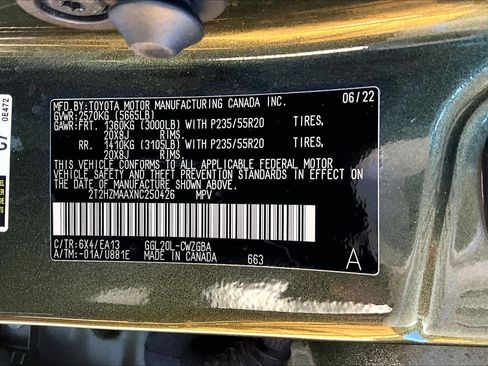 MFD.BY:TOYOTA MOTOR MANUFACTURING CANADA INC. 06/22
GVWR:2570KG (5665LB)
GAWR:FRT. 1360KG (3000LB) WITH P235/55R20 TIRES,
20X8J RIMS.
RR. 1410KG (3105LB) WITH P235/55R20 TIRES,
20X8J RIMS.
THIS VEHICLE CONFORMS TO ALL APPLICABLE FEDERAL MOTOR
VEHICLE SAFETY, BUMPER, AND THEFT PREVENTION
STANDARDS IN EFFECT ON THE DATE OF MANUFACTURE
SHOWN ABOVE.
2T2HZMAAXNC250426 MPV
C/TR:6X4/EA13 GGL20L-CWZGBA
A/TM:-01A/U881E MADE IN CANADA 663
A
0E472